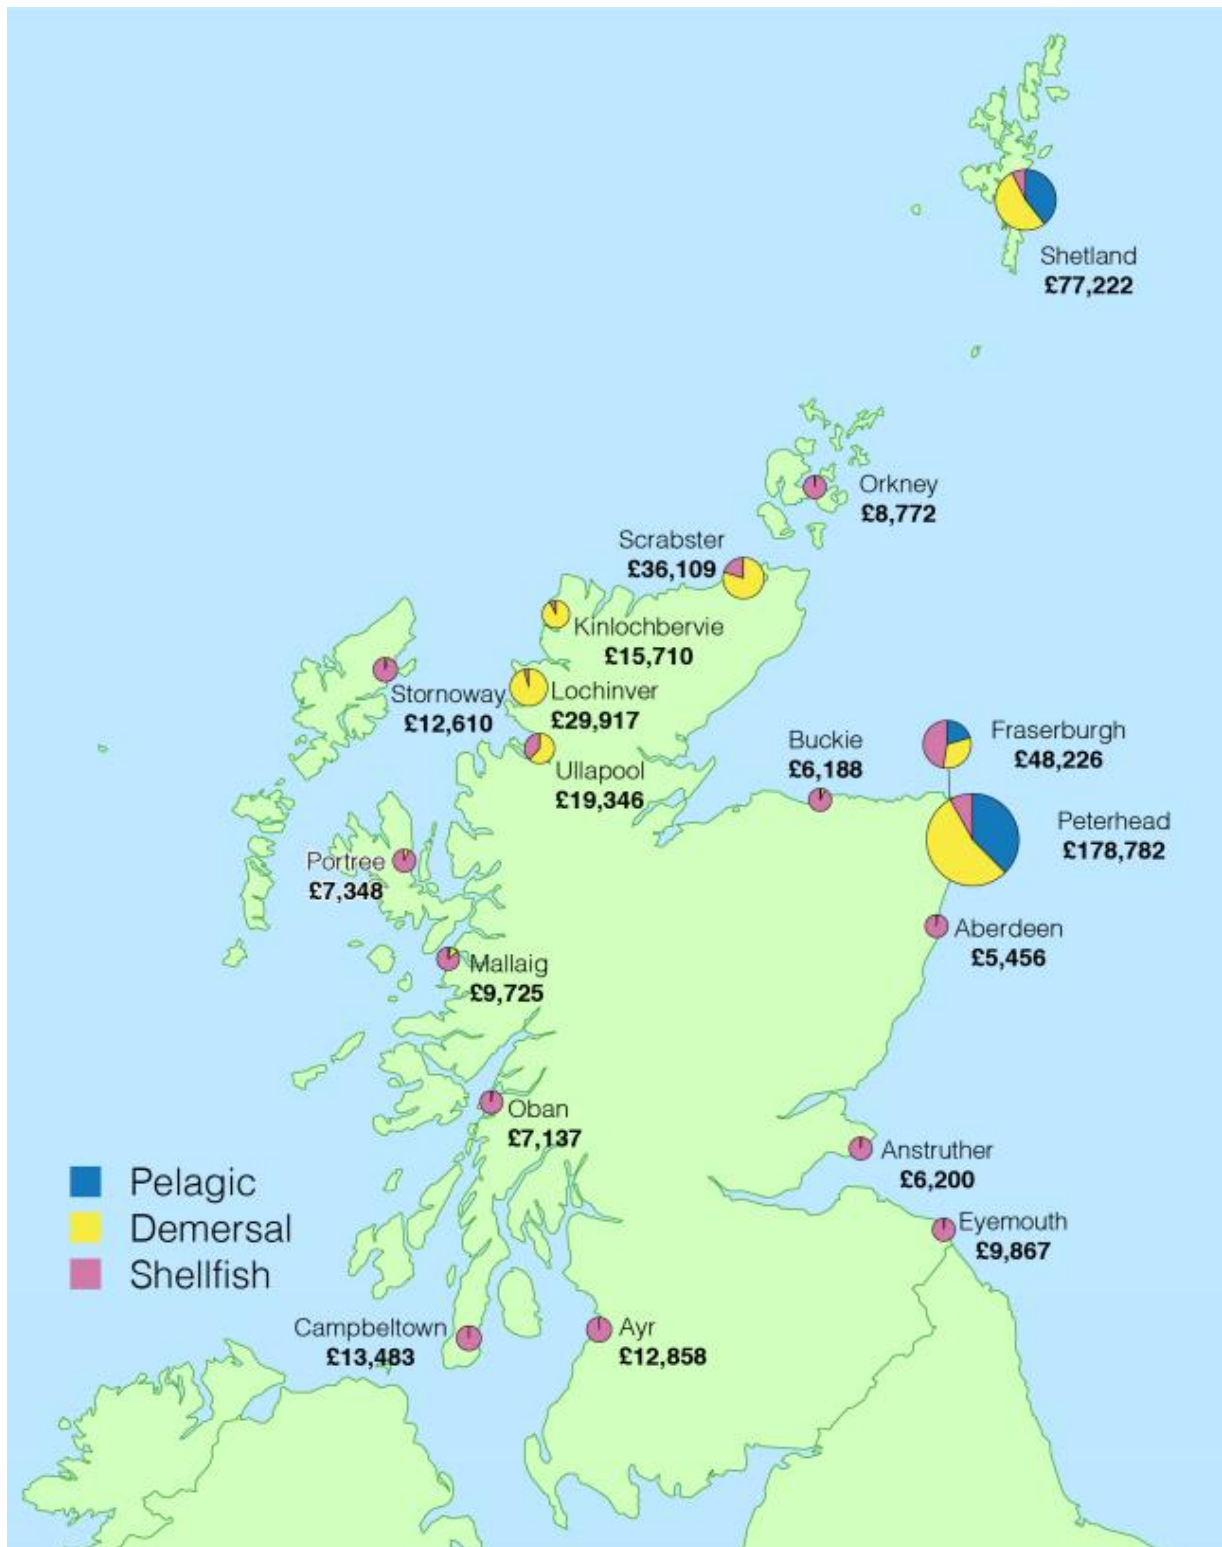 Shetland
£77,222
Orkney
£8,772
Scrabster
£36,109
Kinlochbervie
£15,710
Stornoway
£12,610
Lochinver
£29,917
Ullapool
£19,346
Buckie
£6,188
Fraserburgh
£48,226
Peterhead
£178,782
Portree
£7,348
Aberdeen
£5,456
Mallaig
£9,725
Oban
£7,137
Anstruther
£6,200
Eyemouth
£9,867
Pelagic
Demersal
Shellfish
Campbeltown
£13,483
Ayr
£12,858